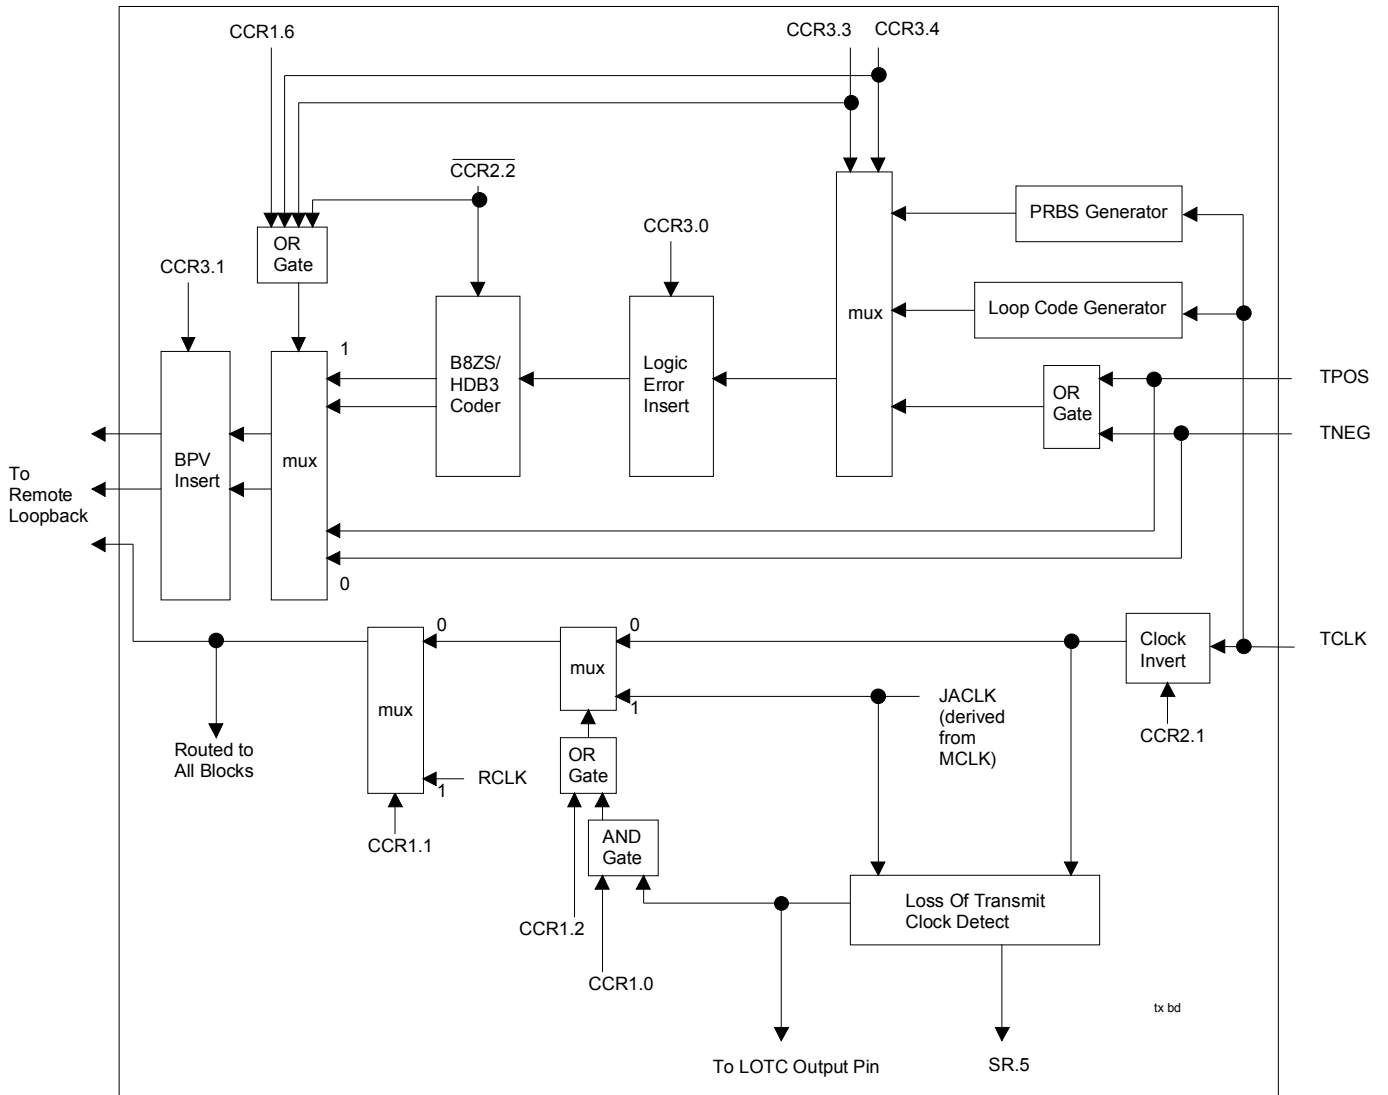 CCR1.6
CCR3.3
CCR3.4
CCR2.2
PRBS Generator
CCR3.0
OR
Gate
CCR3.1
Loop Code Generator
mux
1
B8ZS/
HDB3
Coder
Logic
Error
Insert
TPOS
OR
Gate
TNEG
BPV
Insert
mux
To
Remote
Loopback
0
0
0
Clock
Invert
TCLK
mux
mux
1
JACLK
(derived
from
MCLK)
CCR2.1
Routed to
All Blocks
OR
Gate
RCLK
1
CCR1.1
AND
Gate
Loss Of Transmit
Clock Detect
CCR1.2
CCR1.0
tx bd
To LOTC Output Pin
SR.5